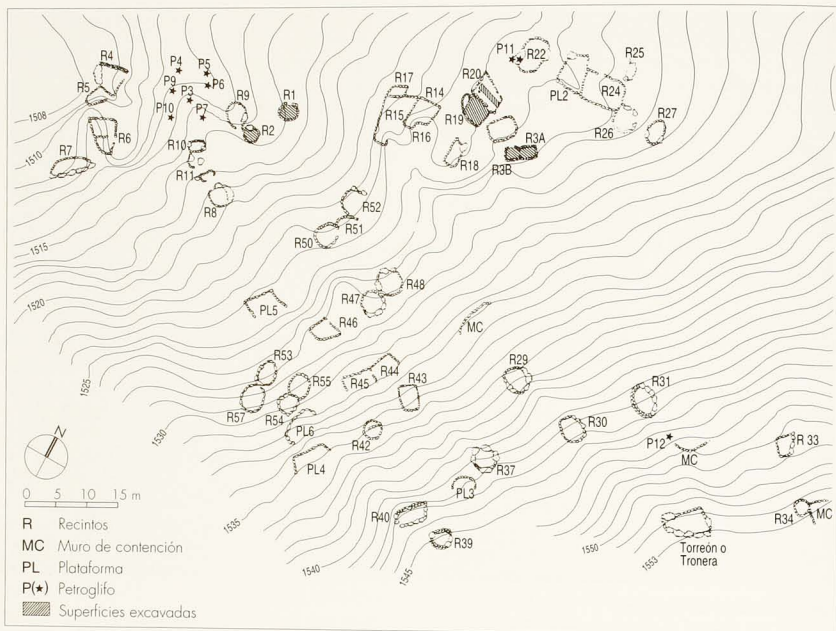 R4
P4
P5
R5
P9
P6
P3
R9
R1
P10
P7
R2
1508
R6
R10
1510
R7
R11
R8
R17
R14
R15
R16
R20
R19
R18
P11
R22
PL2
R25
R24
R26
R27
R3A
R3B
1515
R52
R51
R50
1520
PL5
R48
R47
R46
MC
1525
R53
R55
R57
R54
PL6
R45
R44
R43
R42
PL4
1530
R29
R31
R30
P12
MC
R 33
R37
PL3
R40
R39
R34
MC
1535
1540
1545
1550
1553
Torreón o
Tronera
N
0 5 10 15 m
R Recintos
MC Muro de contención
PL Plataforma
P(★) Petroglifo
Superficies excavadas